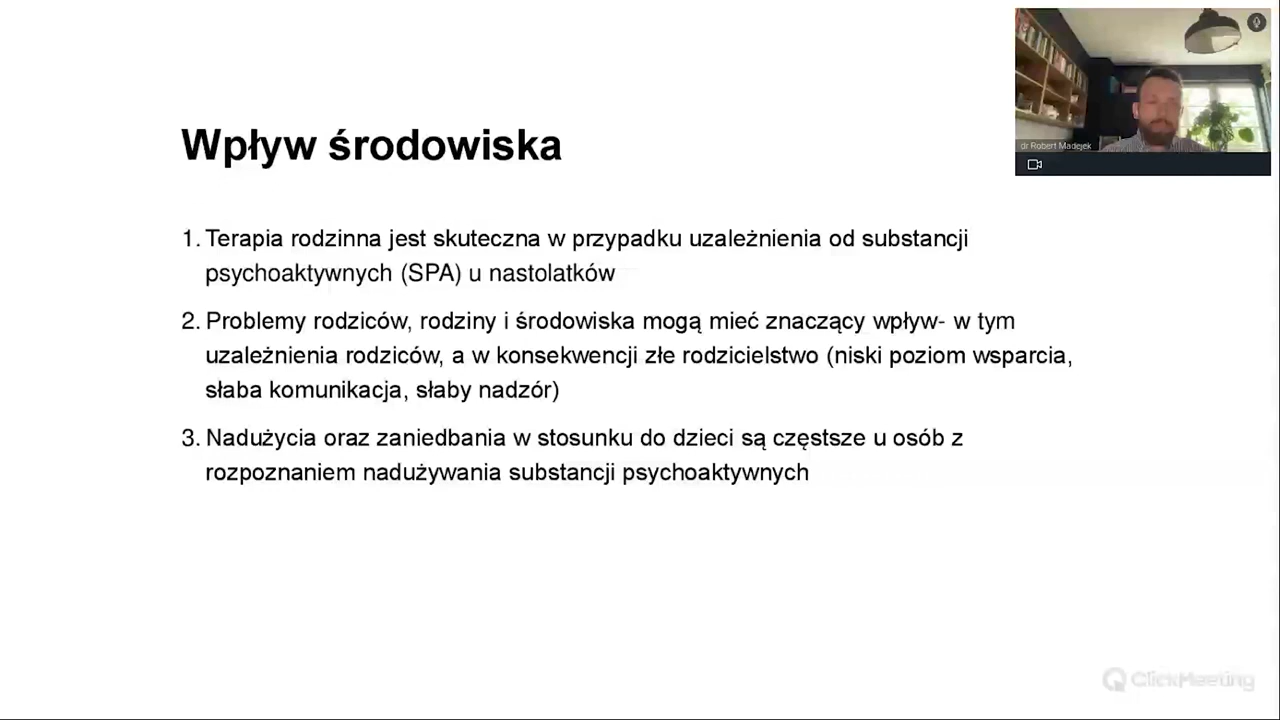 Wpływ środowiska
1. Terapia rodzinna jest skuteczna w przypadku uzależnienia od substancji
psychoaktywnych (SPA) u nastolatków
2. Problemy rodziców, rodziny i środowiska mogą mieć znaczący wpływ- w tym
uzależnienia rodziców, a w konsekwencji złe rodzicielstwo (niski poziom wsparcia,
słaba komunikacja, słaby nadzór)
3. Nadużycia oraz zaniedbania w stosunku do dzieci są częstsze u osób z
rozpoznaniem nadużywania substancji psychoaktywnych
dr Robert Madejek
ClickMeeting